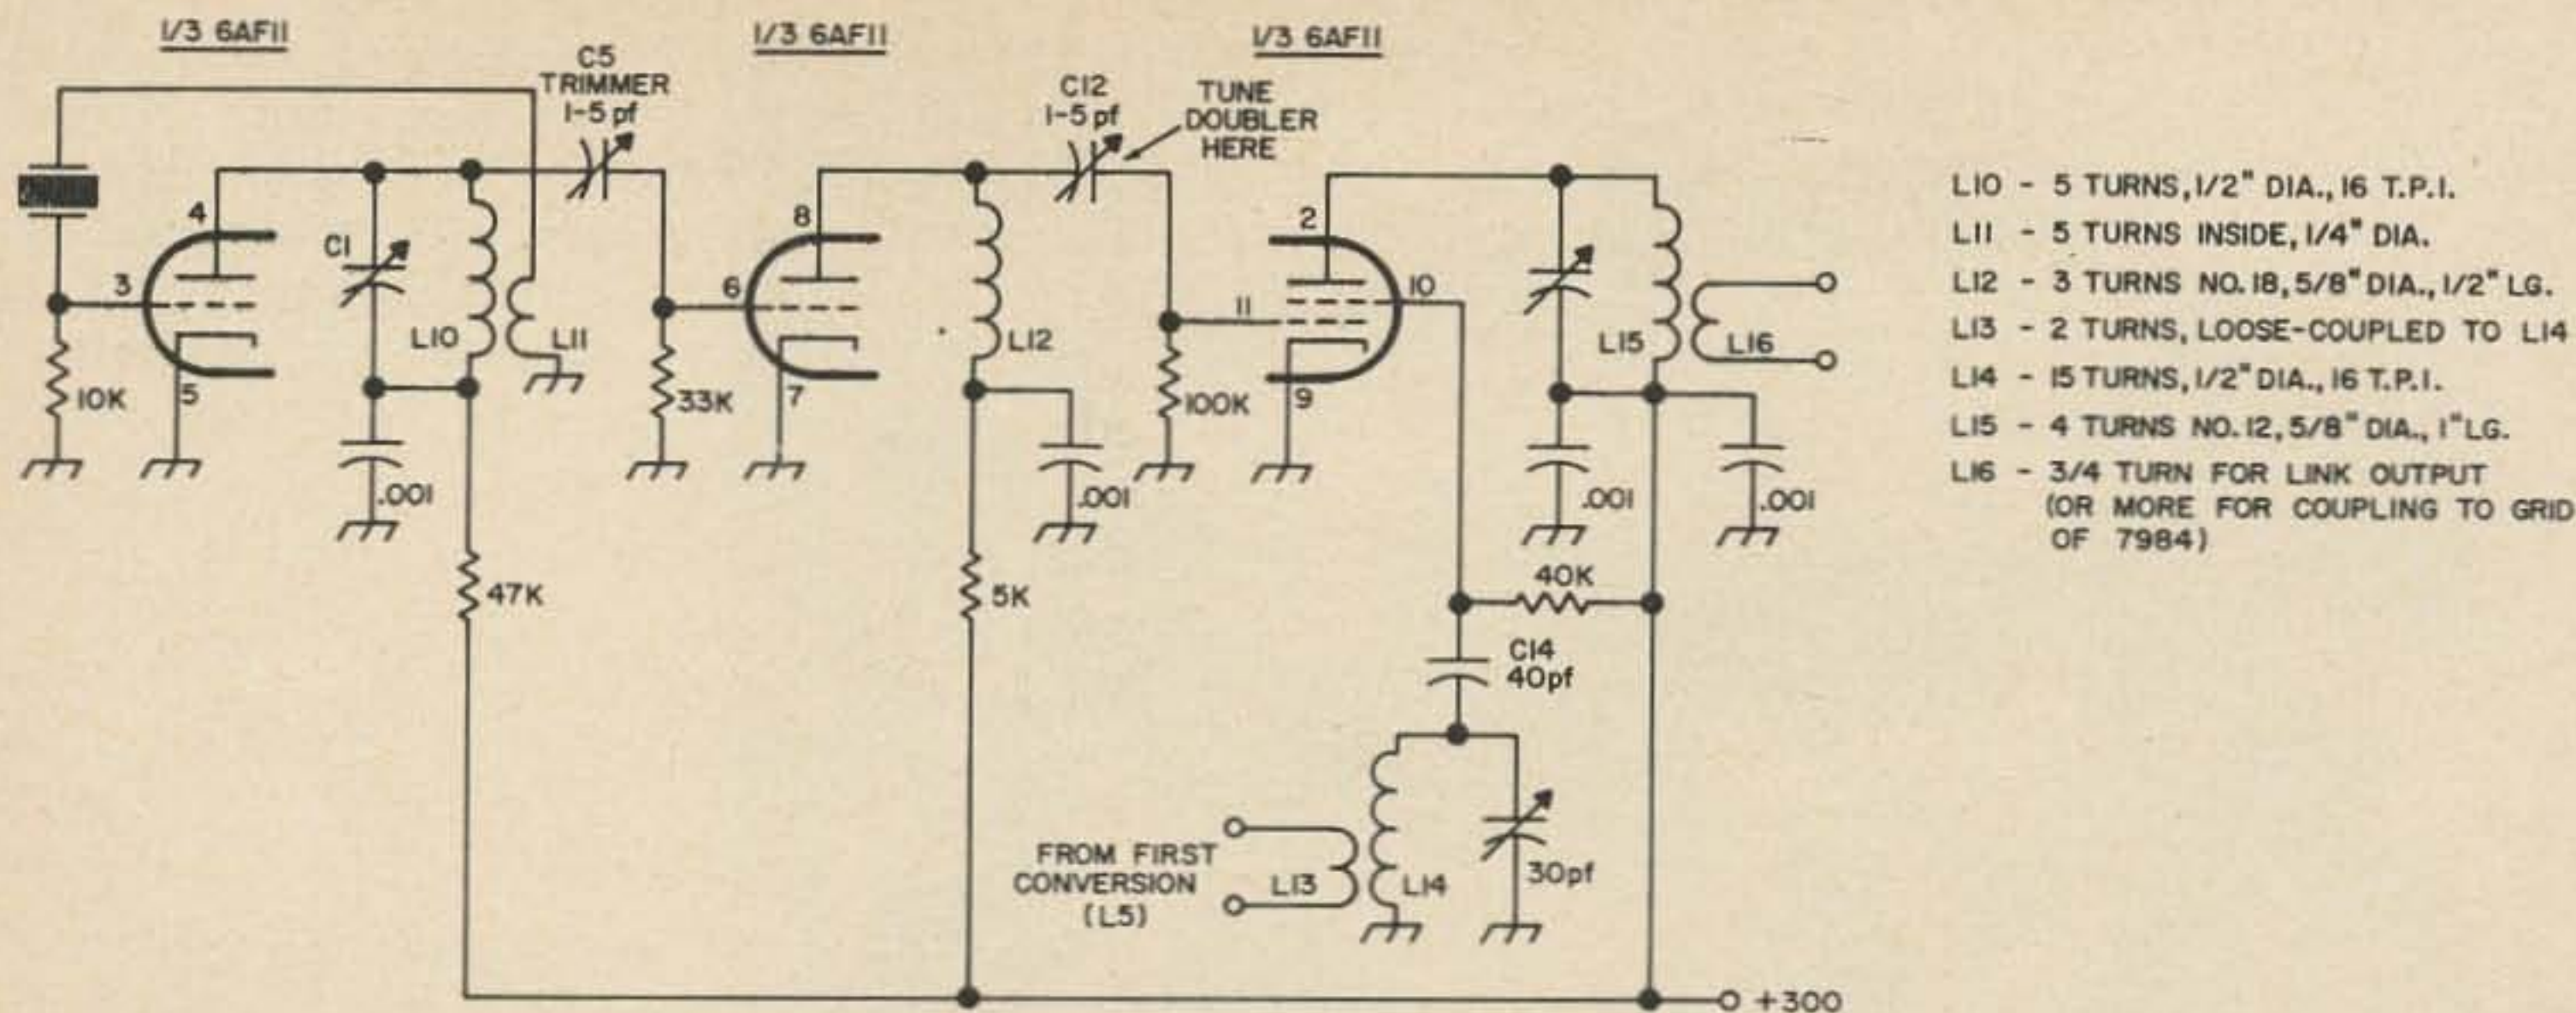 1/3 6AF11
1/3 6AF11
1/3 6AF11
C5
TRIMMER
1-5 pf
C12
1-5 pf
TUNE
DOUBLER
HERE
4
3
5
C1
L10
L11
10K
.001
47K
8
6
7
33K
L12
.001
5K
2
11
10
9
100K
L15
L16
.001
.001
40K
C14
40pf
FROM FIRST
CONVERSION
(L5)
L13
L14
30pf
+300
L10 - 5 TURNS, 1/2" DIA., 16 T.P.I.
L11 - 5 TURNS INSIDE, 1/4" DIA.
L12 - 3 TURNS NO. 18, 5/8" DIA., 1/2" LG.
L13 - 2 TURNS, LOOSE-COUPLED TO L14
L14 - 15 TURNS, 1/2" DIA., 16 T.P.I.
L15 - 4 TURNS NO. 12, 5/8" DIA., 1" LG.
L16 - 3/4 TURN FOR LINK OUTPUT
(OR MORE FOR COUPLING TO GRID
OF 7984)